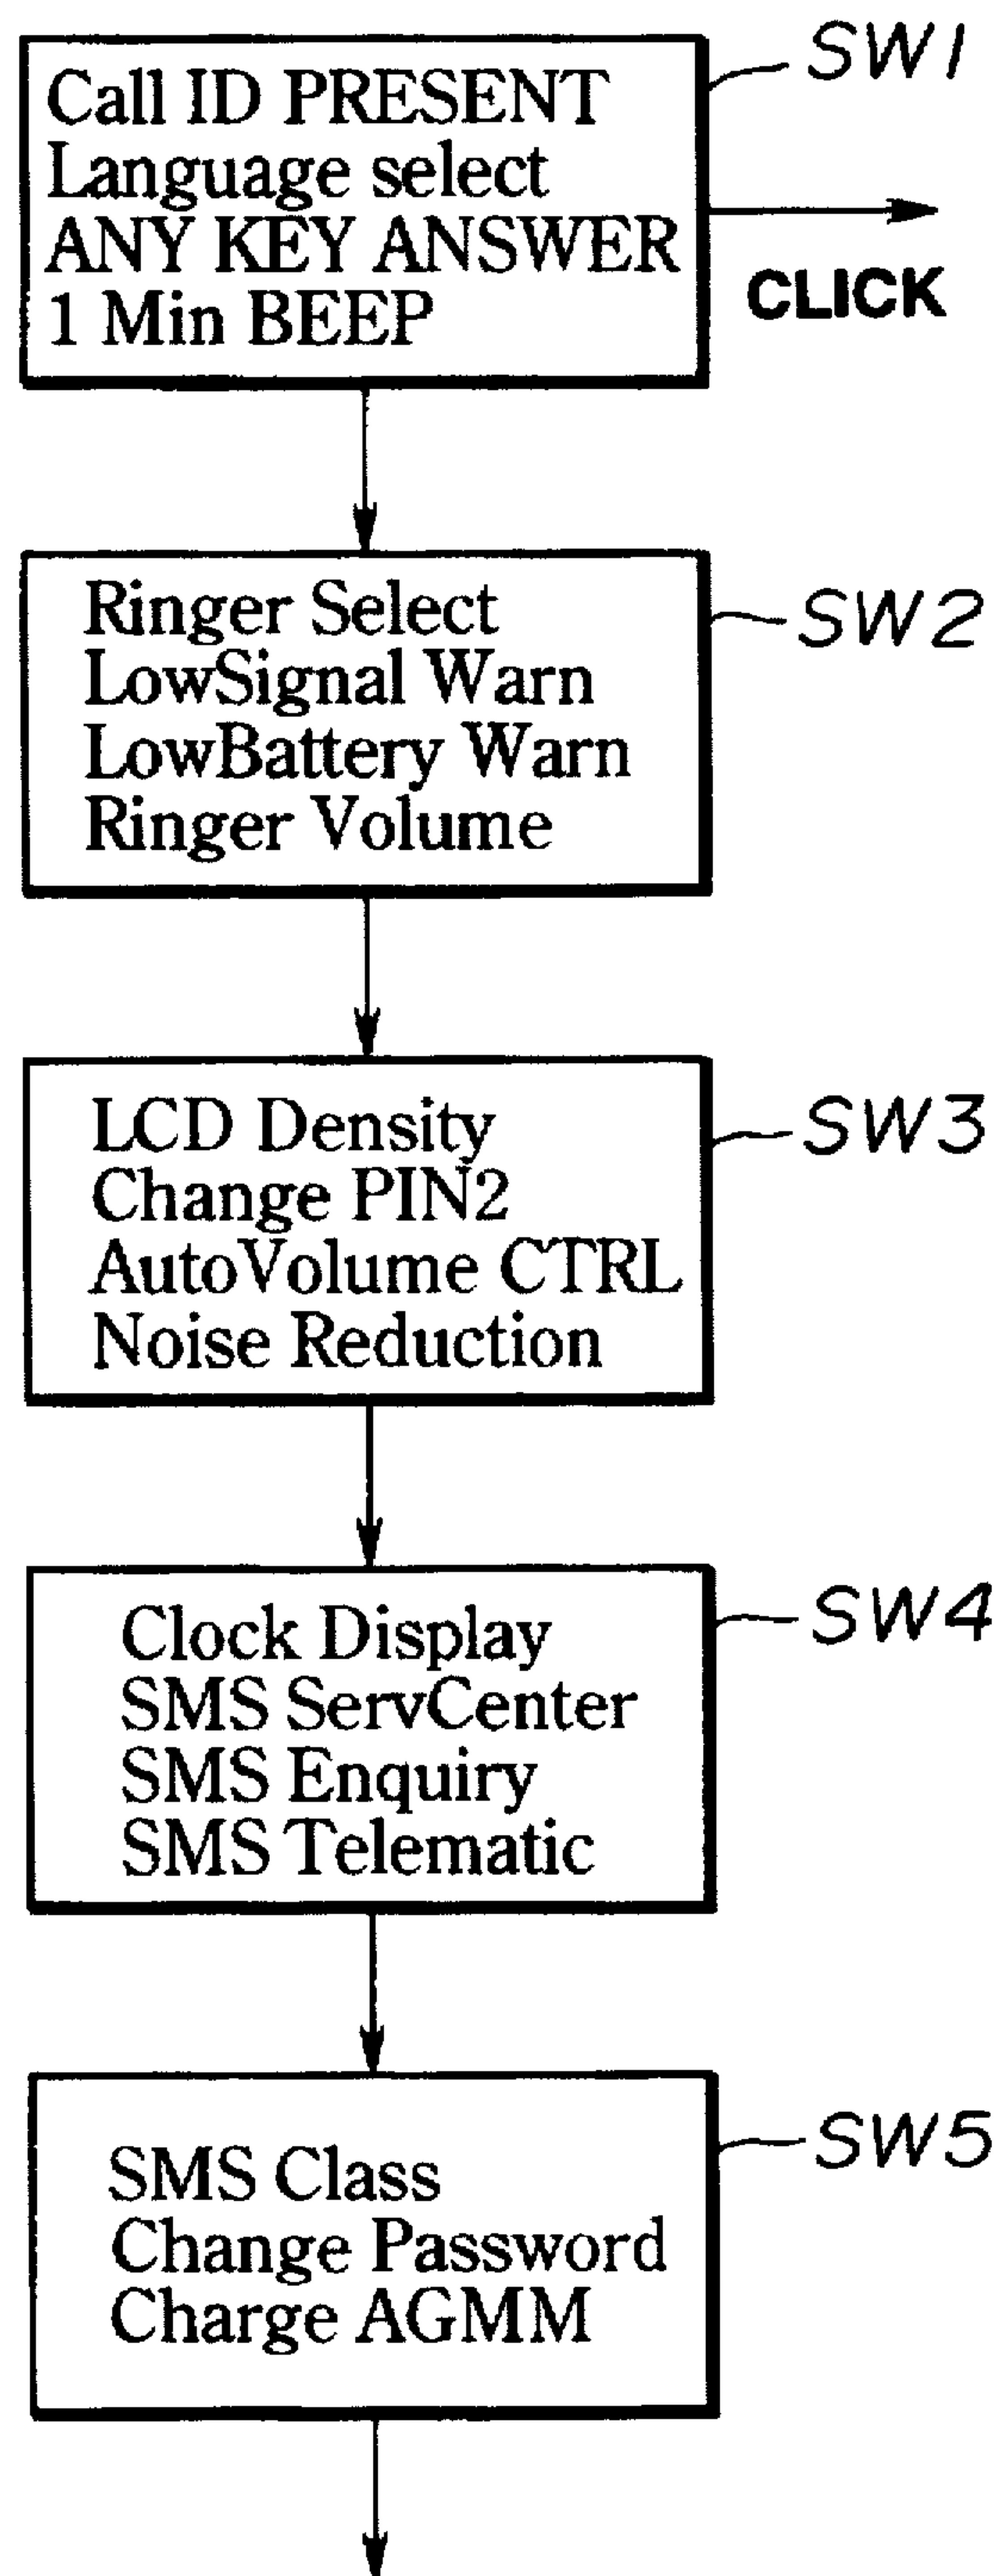 Call ID PRESENT
Language select
ANY KEY ANSWER
1 Min BEEP
SW1
CLICK
Ringer Select
LowSignal Warn
LowBattery Warn
Ringer Volume
SW2
LCD Density
Change PIN2
AutoVolume CTRL
Noise Reduction
SW3
Clock Display
SMS ServCenter
SMS Enquiry
SMS Telematic
SW4
SMS Class
Change Password
Charge AGMM
SW5